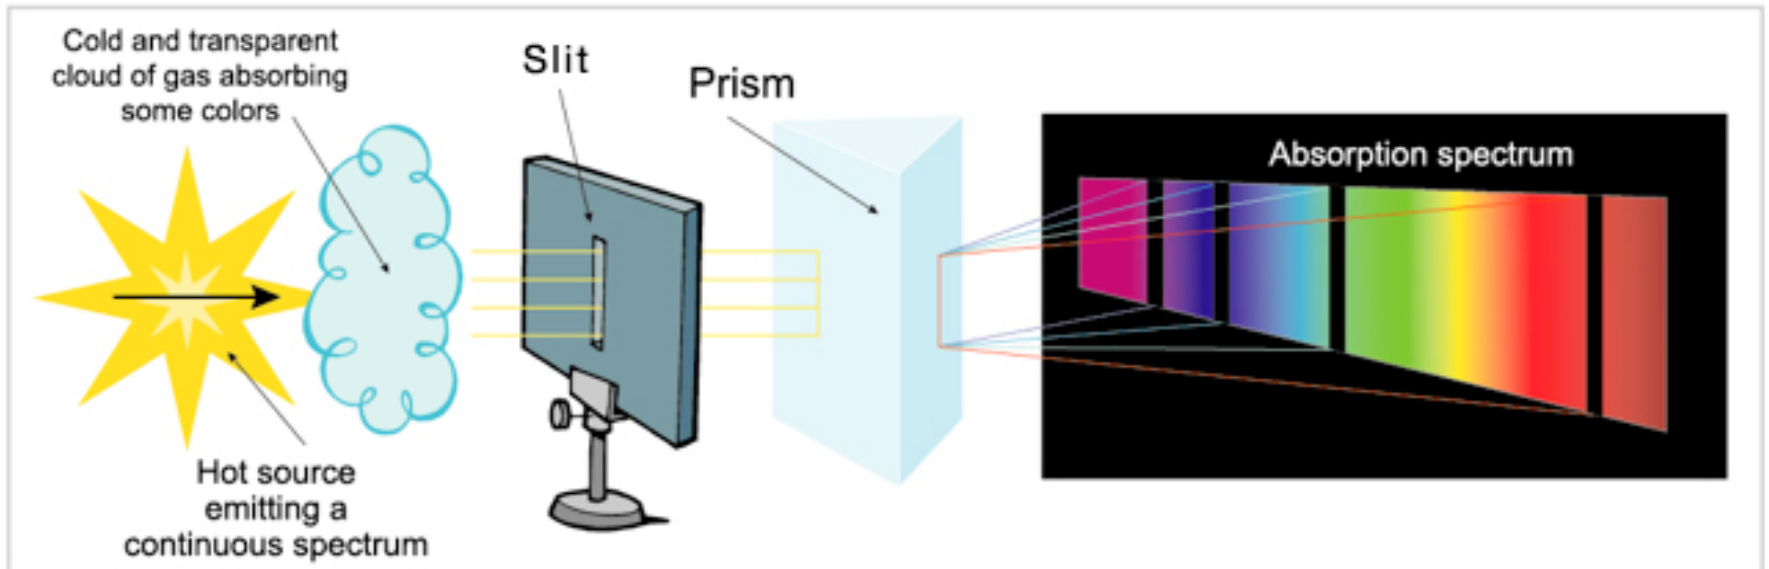 Cold and transparent
cloud of gas absorbing
some colors
Slit
Prism
Absorption spectrum
Hot source
emitting a
continuous spectrum